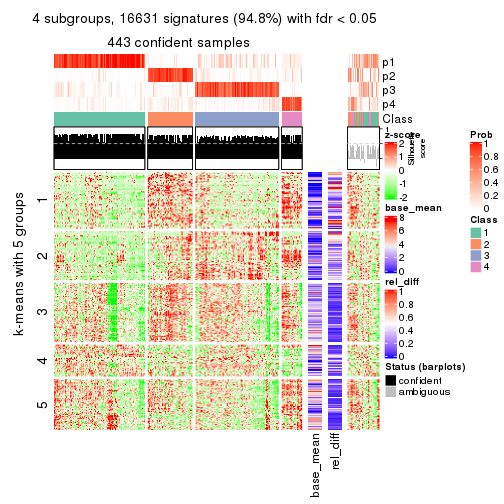 4 subgroups, 16631 signatures (94.8%) with fdr < 0.05
443 confident samples
p1
p2
p3
p4
Class
1
Silhouette score
k-means with 5 groups
1
2
3
4
5
base_mean
rel_diff
z-score
2
1
0
-1
-2
base_mean
8
6
4
2
0
rel_diff
1
0.8
0.6
0.4
0.2
0
Status (barplots)
confident
ambiguous
Prob
1
0.8
0.6
0.4
0.2
0
Class
1
2
3
4